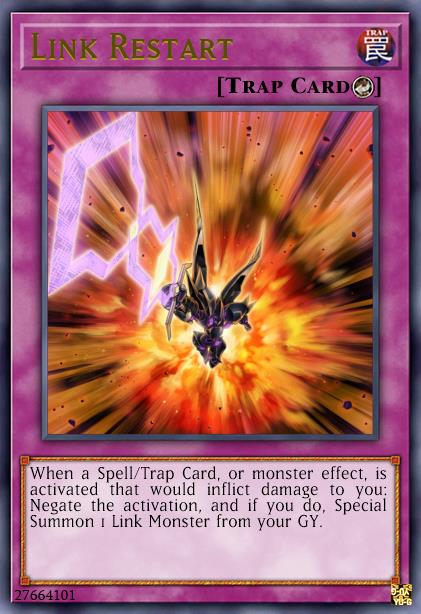 Link Restart
TRAP
罠
[Trap Card]
When a Spell/Trap Card, or monster effect, is
activated that would inflict damage to you:
Negate the activation, and if you do, Special
Summon 1 Link Monster from your GY.
27664101